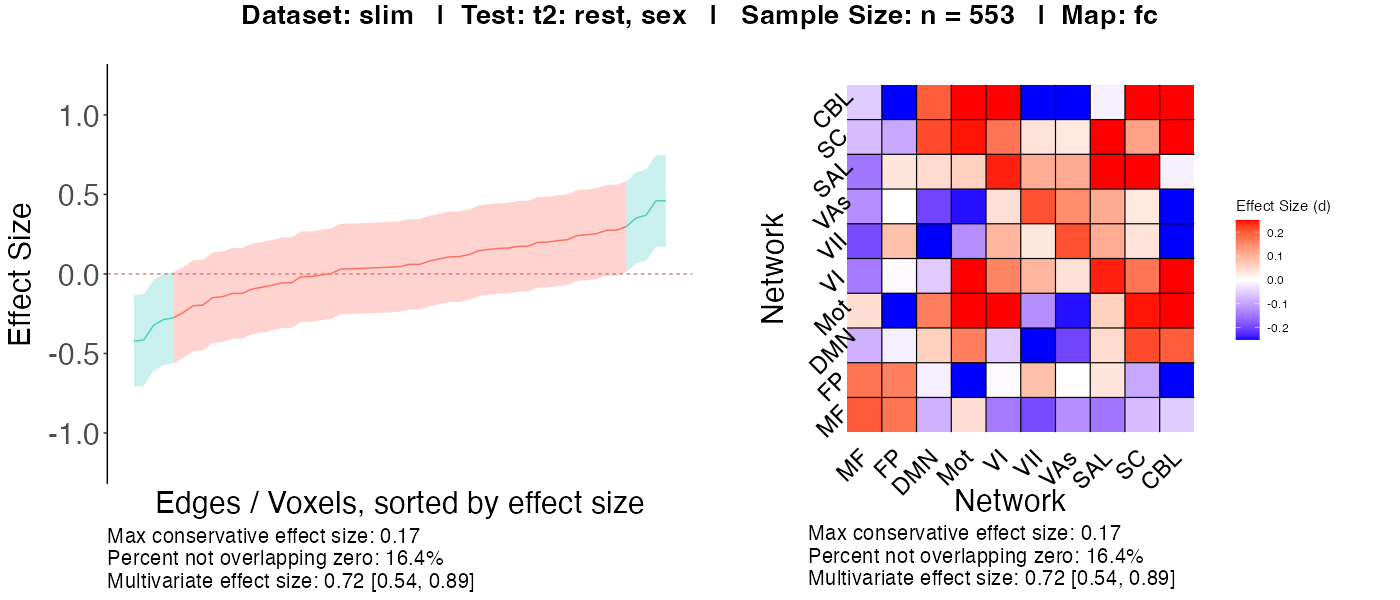 Dataset: slim | Test: t2: rest, sex | Sample Size: n = 553 | Map: fc
Effect Size
1.0
0.5
0.0
-0.5
-1.0
Edges / Voxels, sorted by effect size
Max conservative effect size: 0.17
Percent not overlapping zero: 16.4%
Multivariate effect size: 0.72 [0.54, 0.89]
Network
CBL
SC
SAL
VAs
VII
VI
Mot
DMN
FP
MF
MF FP DMN Mot VI VII VAs SAL SC CBL
Network
Max conservative effect size: 0.17
Percent not overlapping zero: 16.4%
Multivariate effect size: 0.72 [0.54, 0.89]
Effect Size (d)
0.2
0.1
0.0
-0.1
-0.2